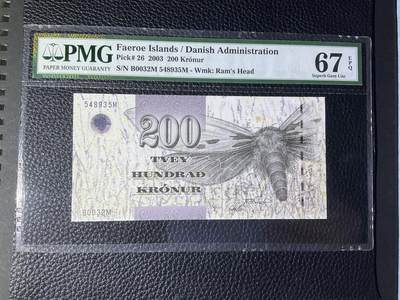 PMG
PAPER MONEY GUARANTY
Faeroe Islands / Danish Administration
Pick# 26 2003 200 Krónur
S/N B0032M 548935M - Wmk: Ram's Head
67 EPQ
Superb Gem Unc
548935M
200
TVEY
HUNDRAÐ
KRÓNUR
B0032M